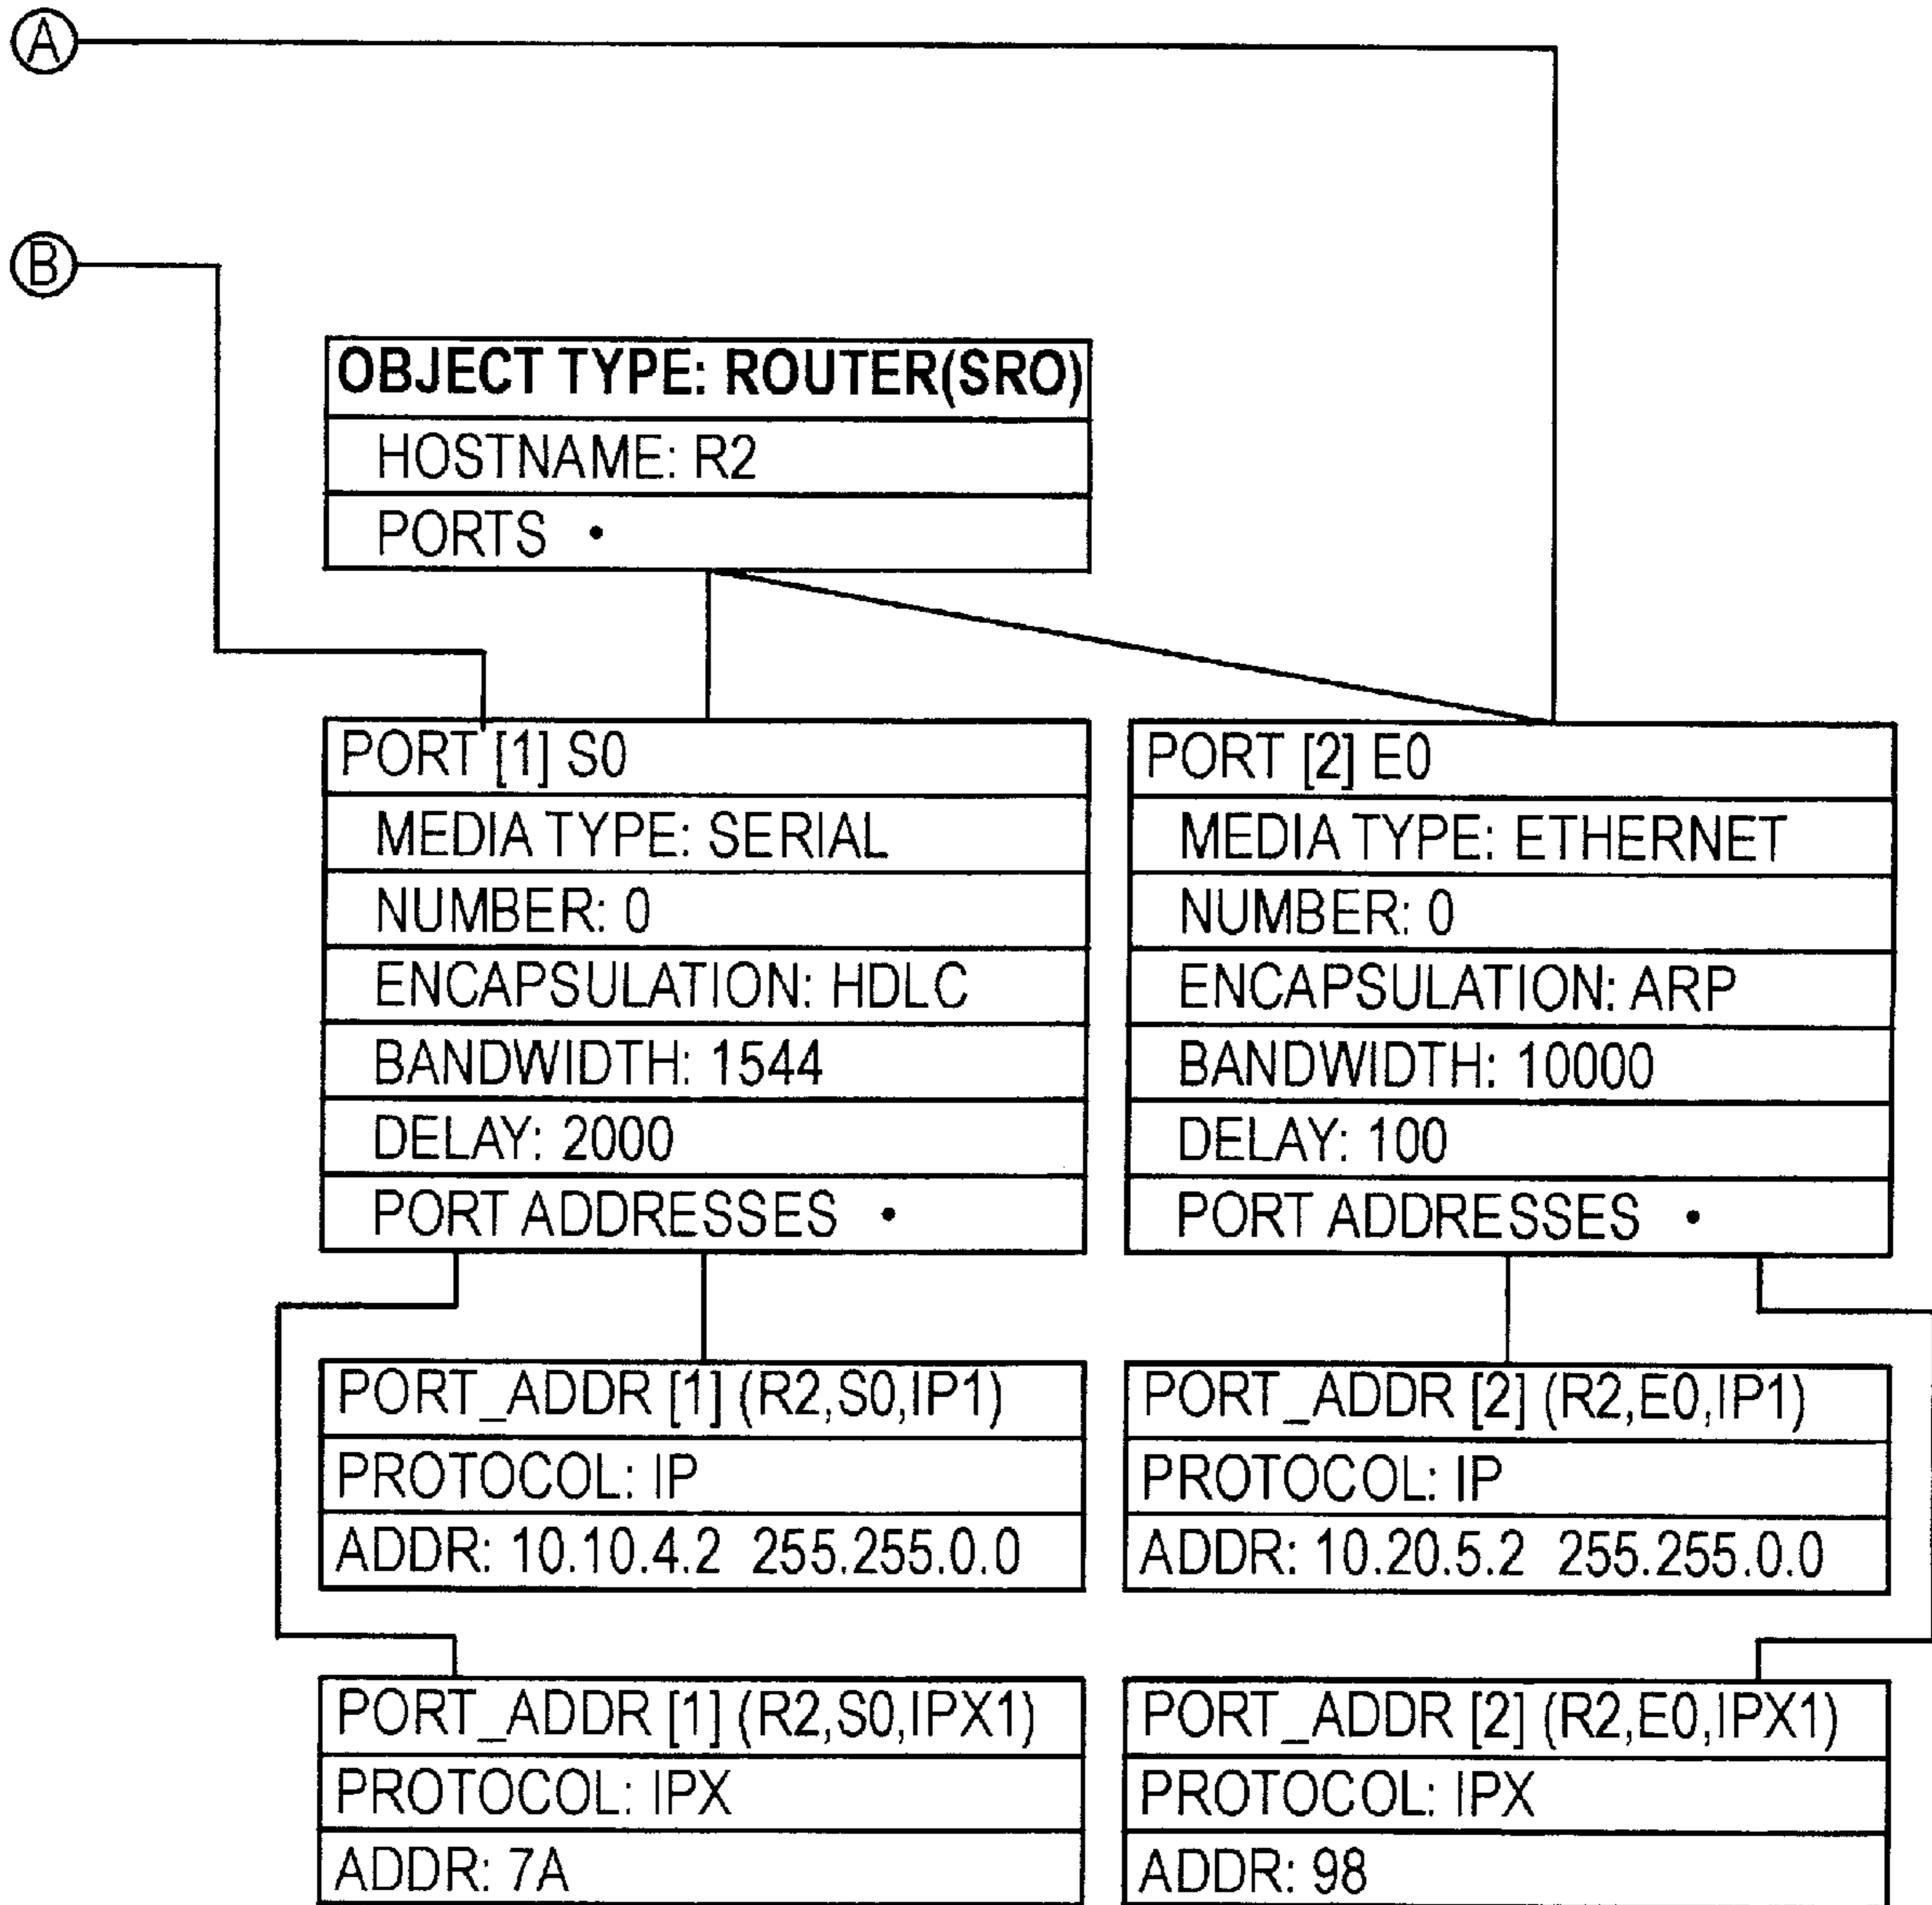 A
B
OBJECT TYPE: ROUTER(SRO)
HOSTNAME: R2
PORTS •
PORT [1] S0
MEDIA TYPE: SERIAL
NUMBER: 0
ENCAPSULATION: HDLC
BANDWIDTH: 1544
DELAY: 2000
PORT ADDRESSES •
PORT [2] E0
MEDIA TYPE: ETHERNET
NUMBER: 0
ENCAPSULATION: ARP
BANDWIDTH: 10000
DELAY: 100
PORT ADDRESSES •
PORT_ADDR [1] (R2,S0,IP1)
PROTOCOL: IP
ADDR: 10.10.4.2 255.255.0.0
PORT_ADDR [2] (R2,E0,IP1)
PROTOCOL: IP
ADDR: 10.20.5.2 255.255.0.0
PORT_ADDR [1] (R2,S0,IPX1)
PROTOCOL: IPX
ADDR: 7A
PORT_ADDR [2] (R2,E0,IPX1)
PROTOCOL: IPX
ADDR: 98